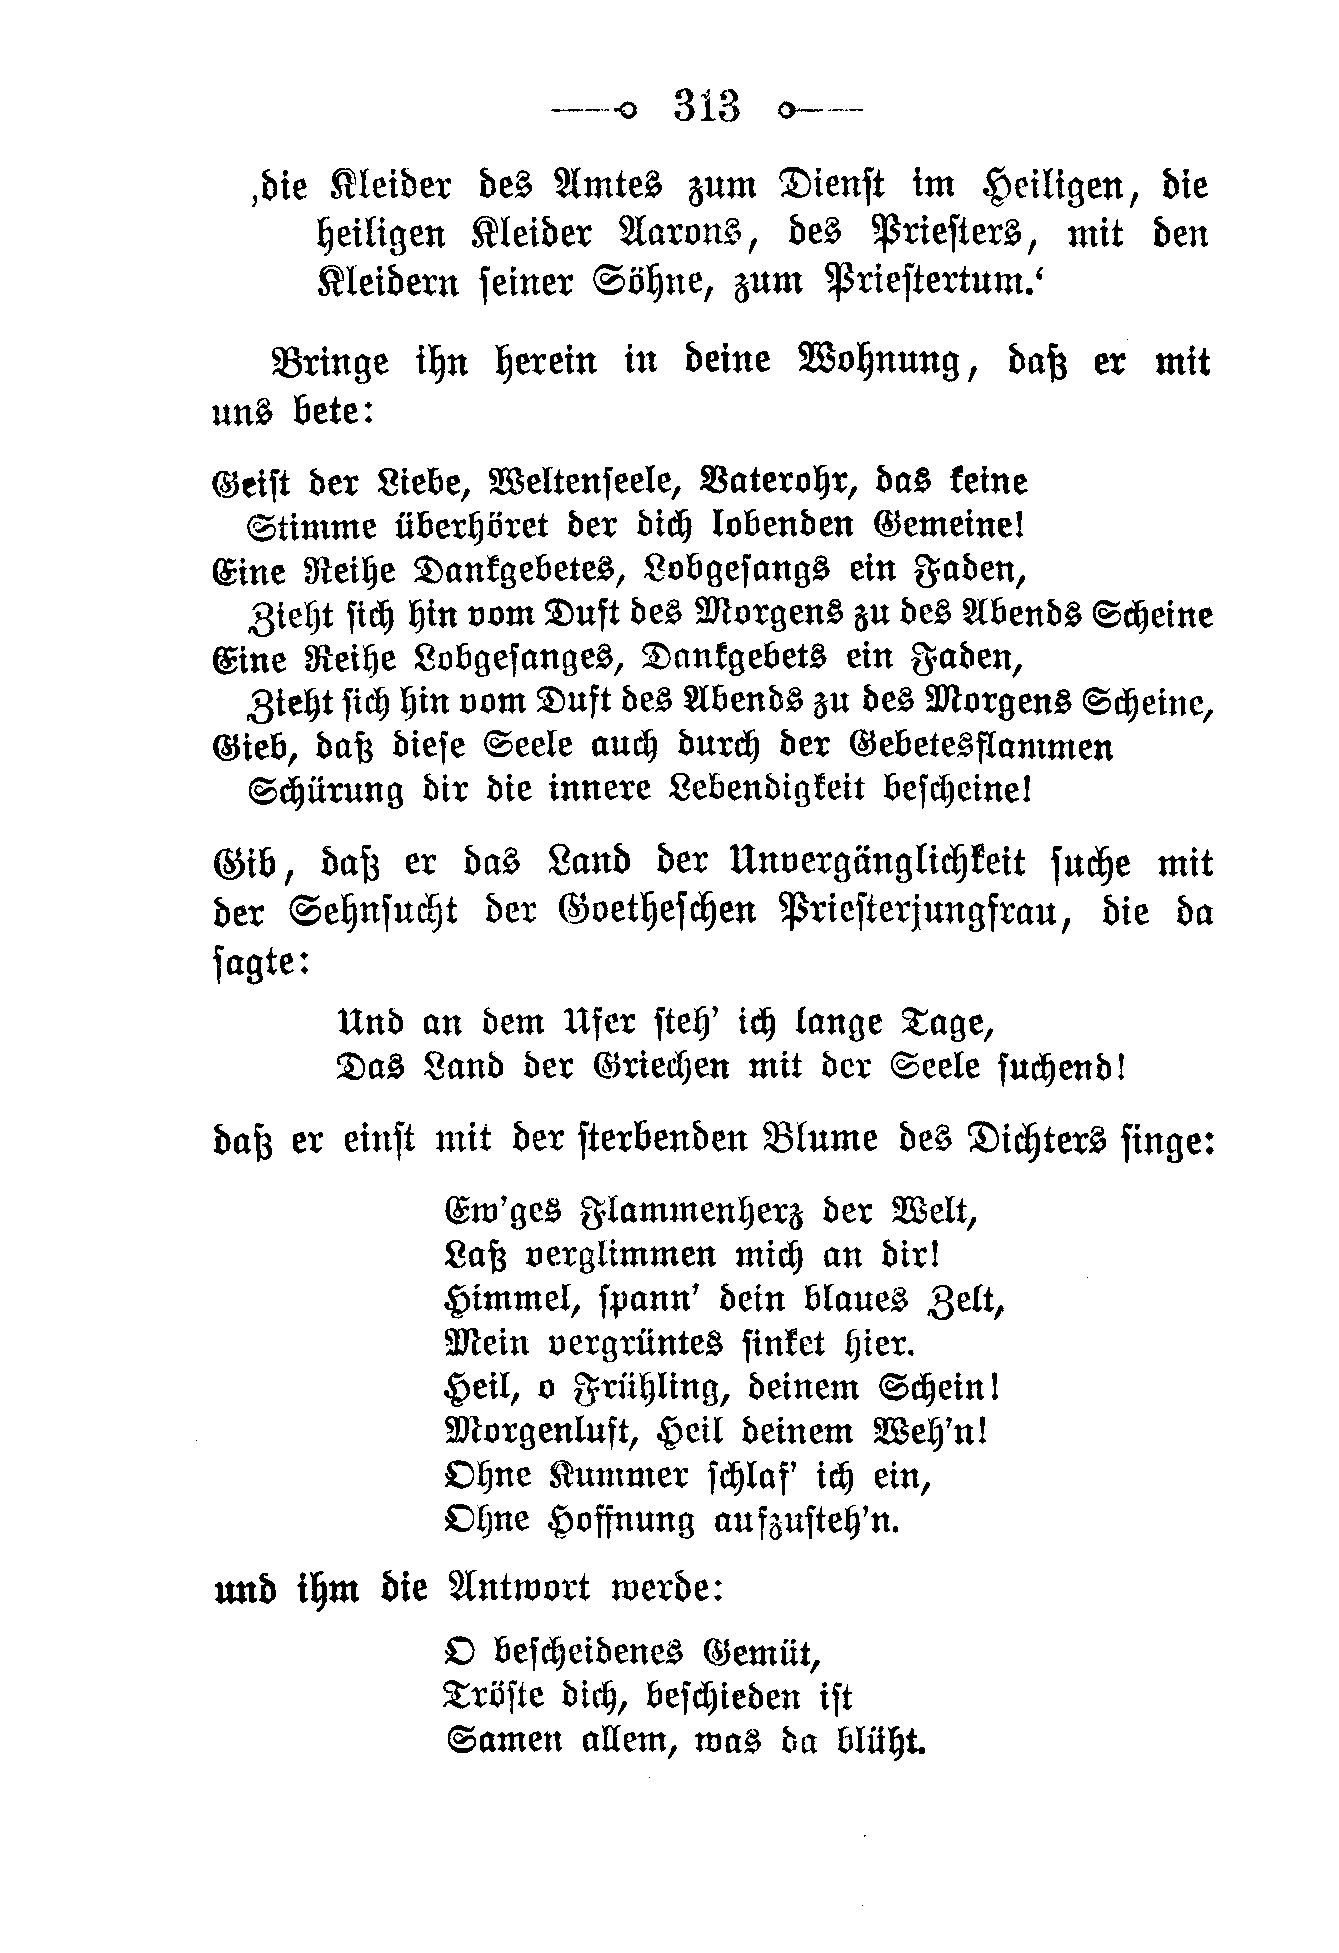 313
‚die Kleider des Amtes zum Dienſt im Heiligen, die
heiligen Kleider Aarons, des Prieſters, mit den
Kleidern ſeiner Söhne, zum Prieſtertum.‘
Bringe ihn herein in deine Wohnung, daß er mit
uns bete:
Geiſt der Liebe, Weltenſeele, Vaterohr, das keine
Stimme überhöret der dich lobenden Gemeine!
Eine Reihe Dankgebetes, Lobgeſangs ein Faden,
Zieht ſich hin vom Duft des Morgens zu des Abends Scheine
Eine Reihe Lobgeſanges, Dankgebets ein Faden,
Zieht ſich hin vom Duft des Abends zu des Morgens Scheine,
Gieb, daß dieſe Seele auch durch der Gebetesflammen
Schürung dir die innere Lebendigkeit beſcheine!
Gib, daß er das Land der Unvergänglichkeit ſuche mit
der Sehnſucht der Goetheſchen Prieſterjungfrau, die da
ſagte:
Und an dem Ufer ſteh’ ich lange Tage,
Das Land der Griechen mit der Seele ſuchend!
daß er einſt mit der ſterbenden Blume des Dichters ſinge:
Ew’ges Flammenherz der Welt,
Laß verglimmen mich an dir!
Himmel, ſpann’ dein blaues Zelt,
Mein vergrüntes ſinket hier.
Heil, o Frühling, deinem Schein!
Morgenluft, Heil deinem Weh’n!
Ohne Kummer ſchlaf’ ich ein,
Ohne Hoffnung aufzuſteh’n.
und ihm die Antwort werde:
O beſcheidenes Gemüt,
Tröſte dich, beſchieden iſt
Samen allem, was da blüht.